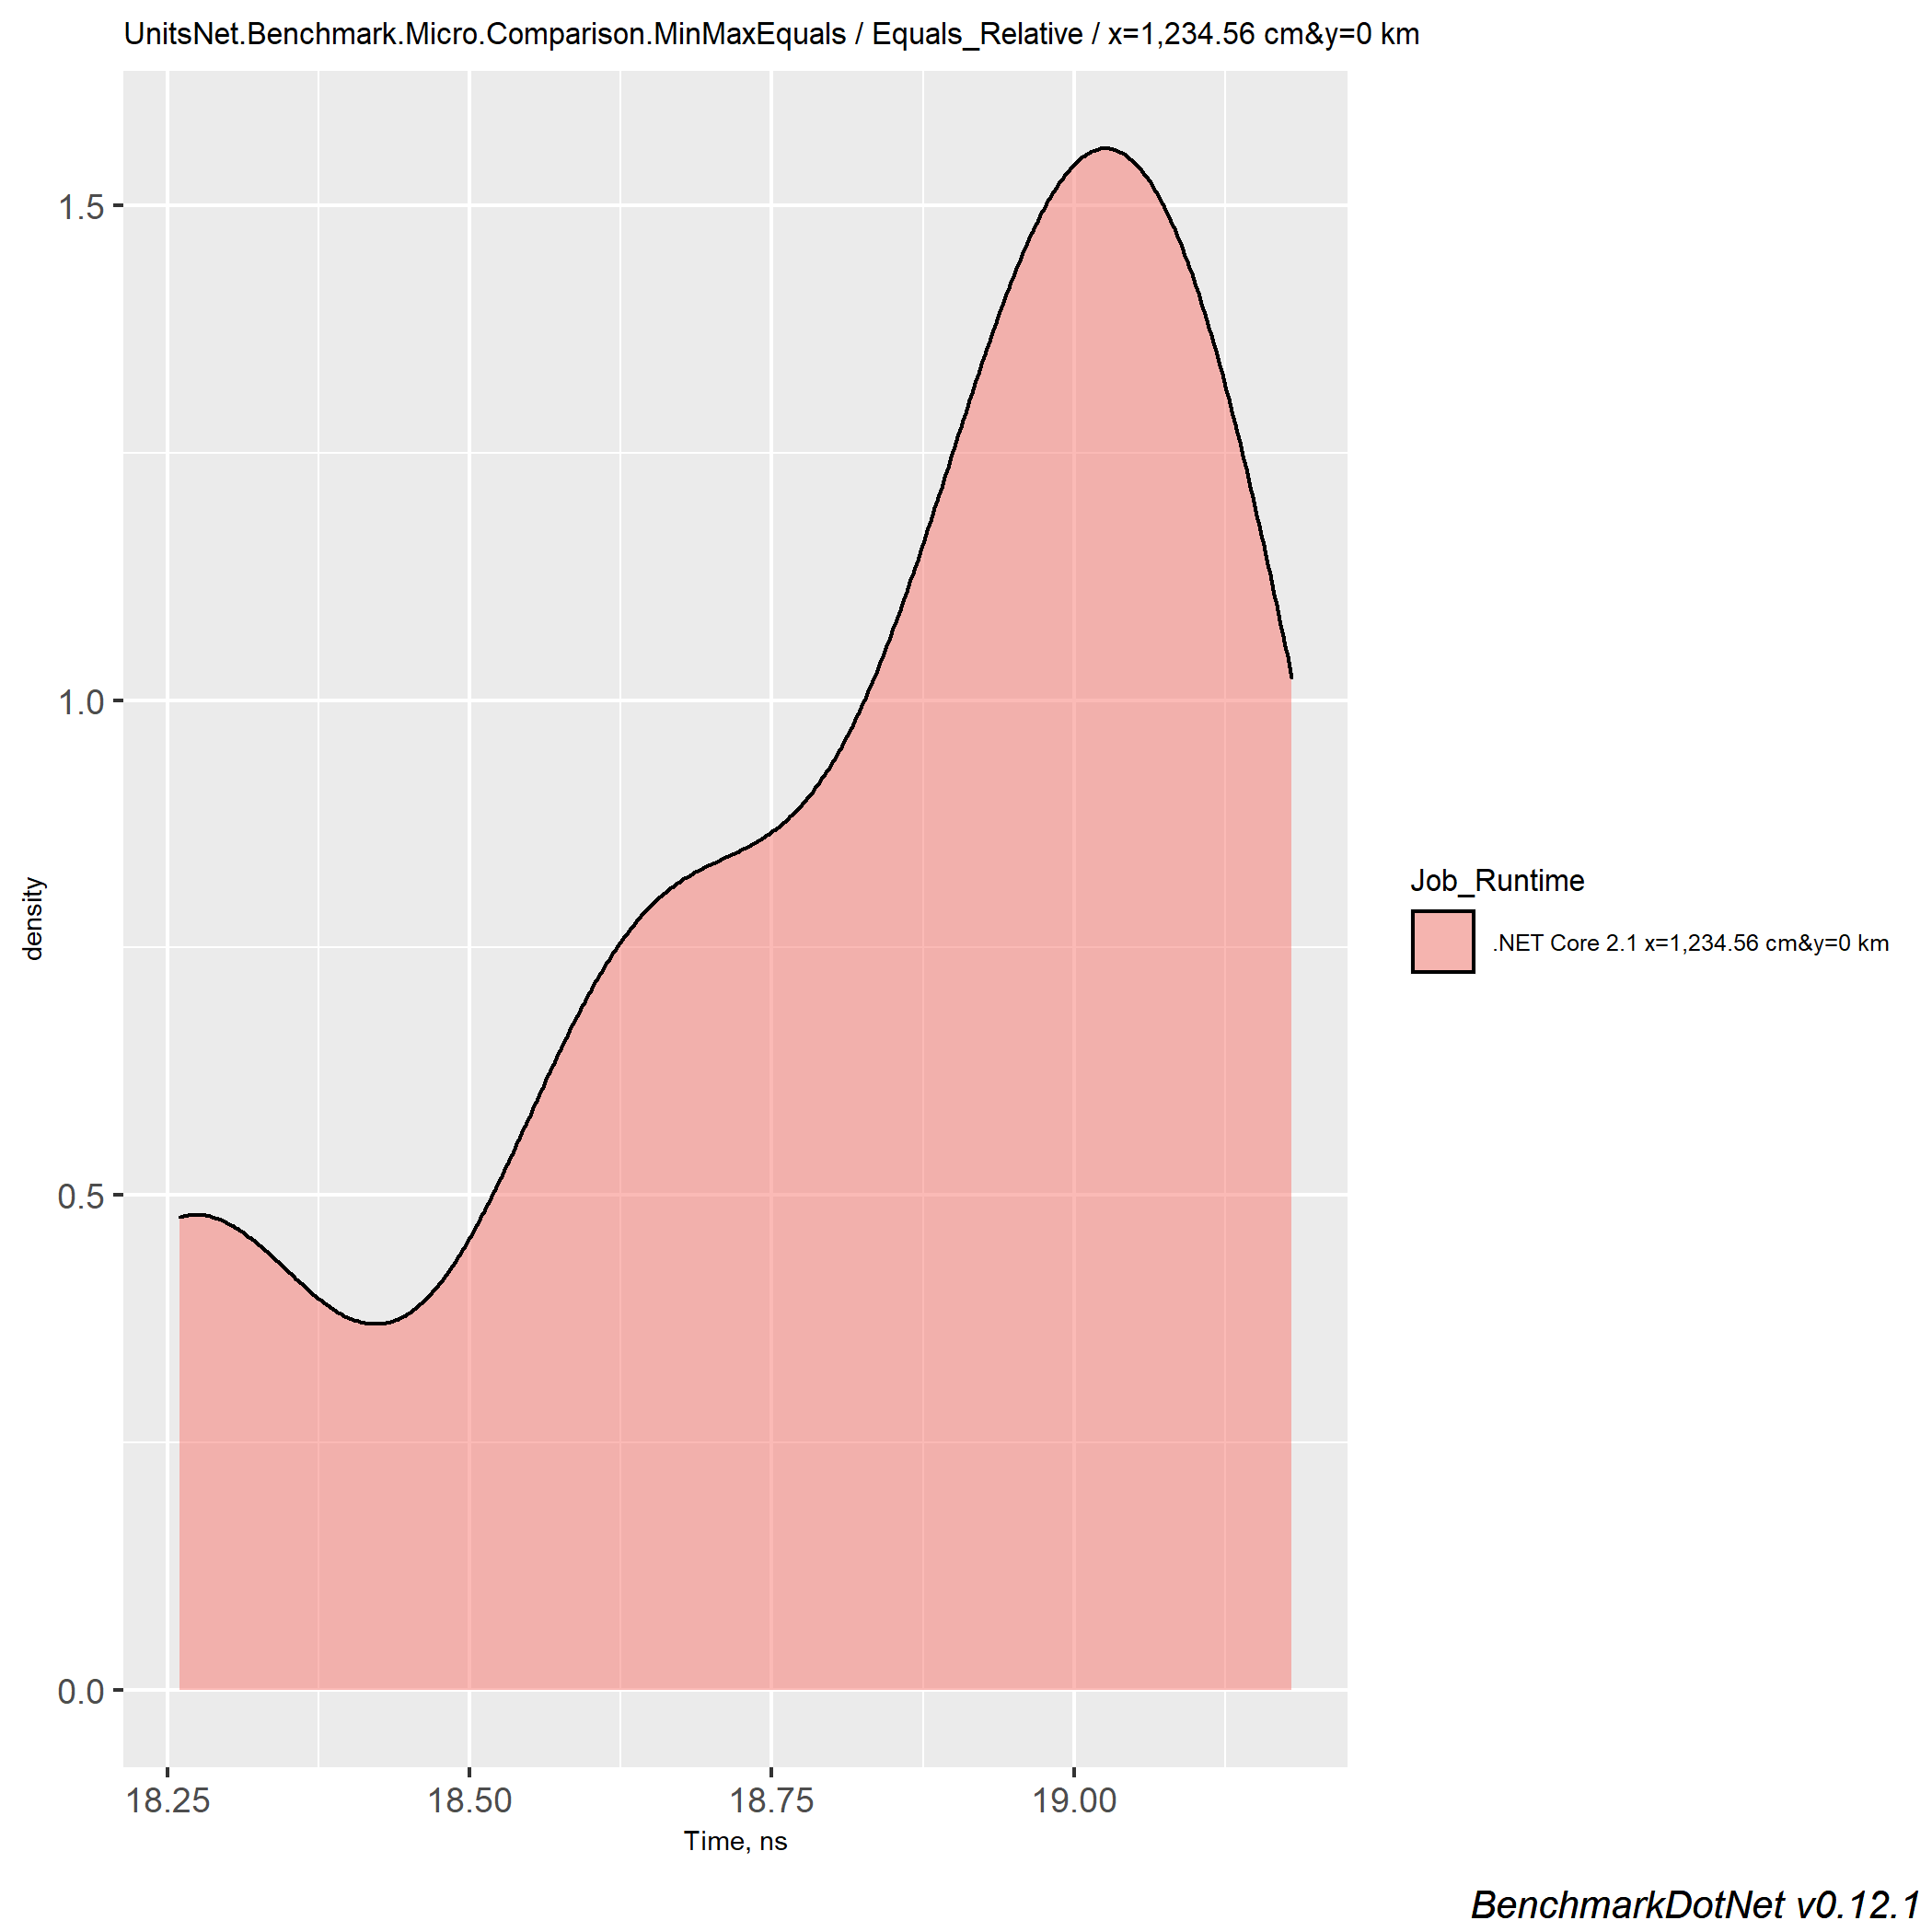 UnitsNet.Benchmark.Micro.Comparison.MinMaxEquals / Equals_Relative / x=1,234.56 cm&y=0 km
1.5
1.0
0.5
0.0
density
18.25 18.50 18.75 19.00
Time, ns
Job_Runtime
.NET Core 2.1 x=1,234.56 cm&y=0 km
BenchmarkDotNet v0.12.1